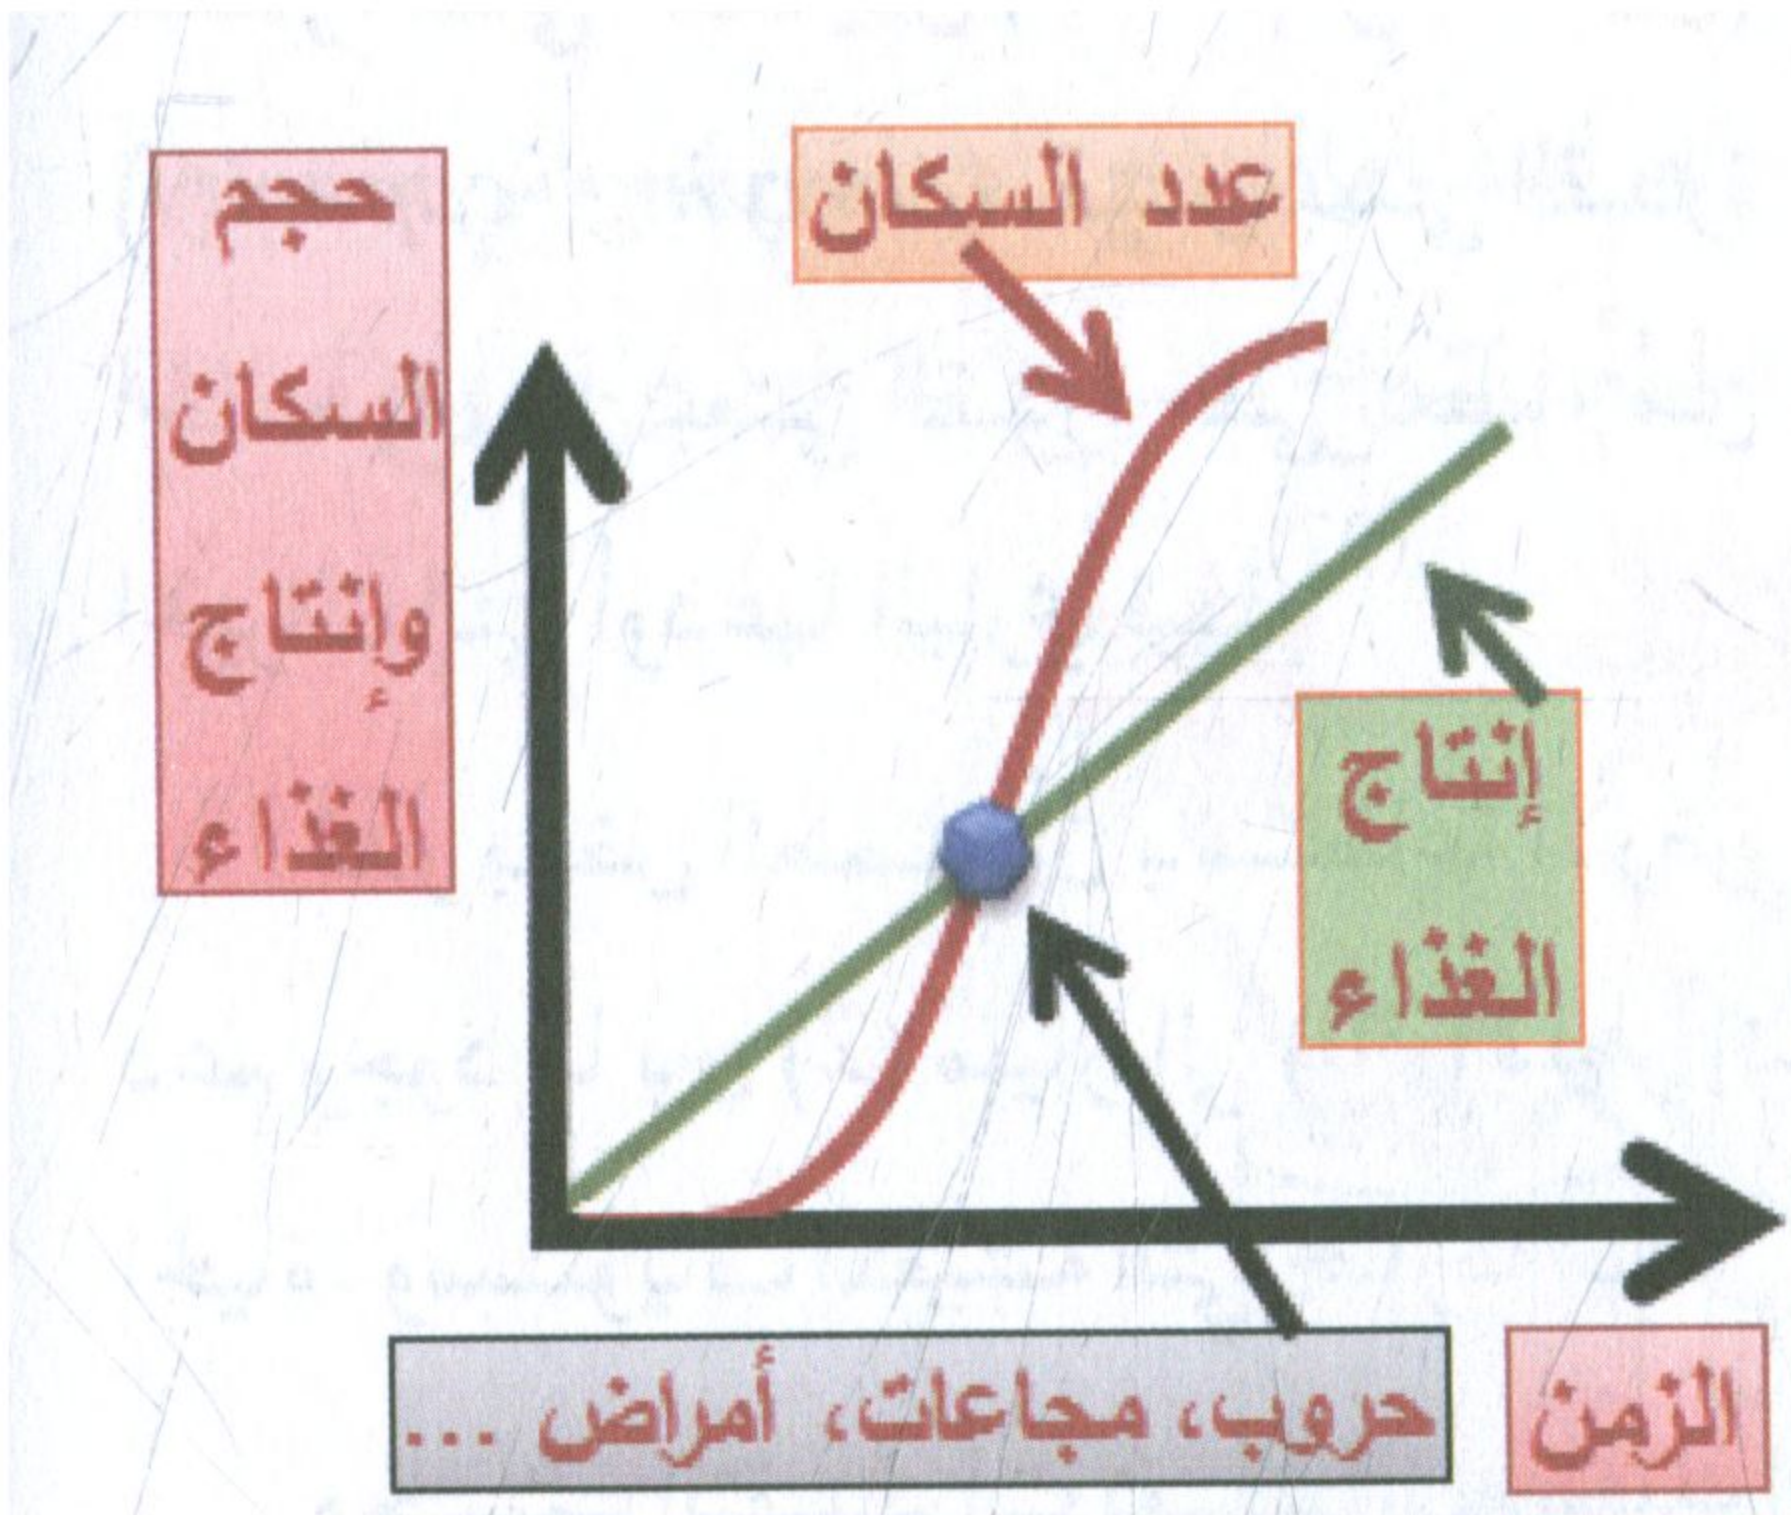 عدد السكان
حجم
السكان
وإنتاج
الغذاء
إنتاج
الغذاء
حروب، مجاعات، أمراض ...
الزمن